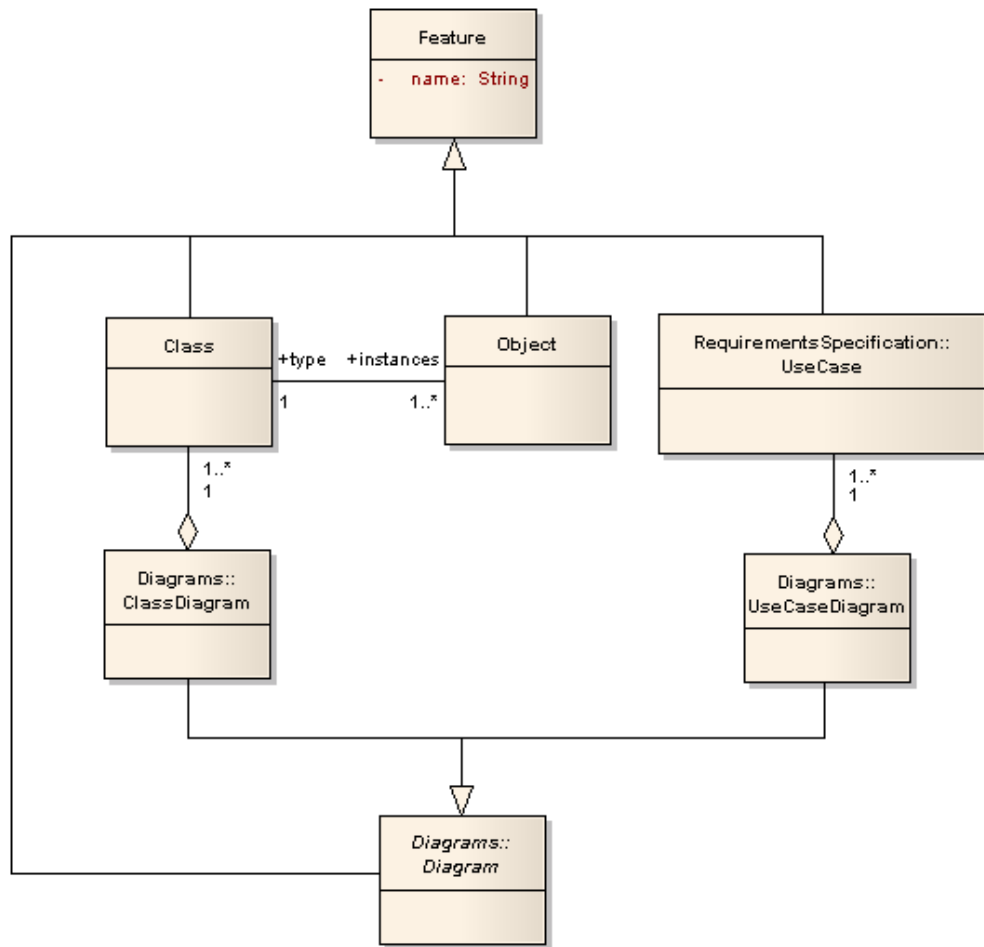 Feature
- name: String
Class
+type +instances
1 1..*
Object
RequirementsSpecification::
UseCase
1..*
1
1..*
1
Diagrams::
ClassDiagram
Diagrams::
UseCaseDiagram
Diagrams::
Diagram